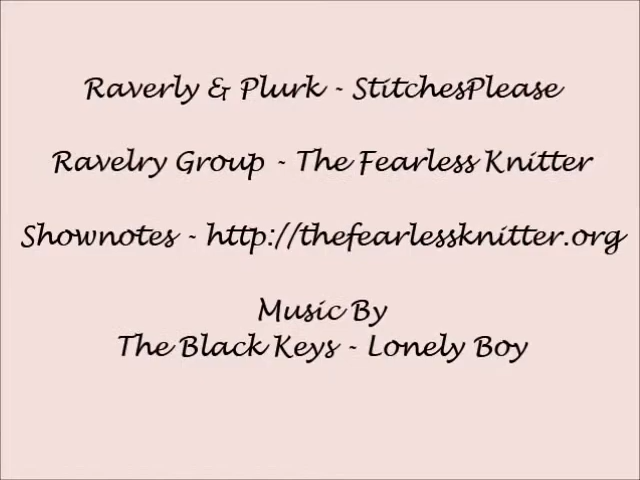 Raverly & Plurk - StitchesPlease
Ravelry Group - The Fearless Knitter
Shownotes - http://thefearlessknitter.org
Music By
The Black Keys - Lonely Boy